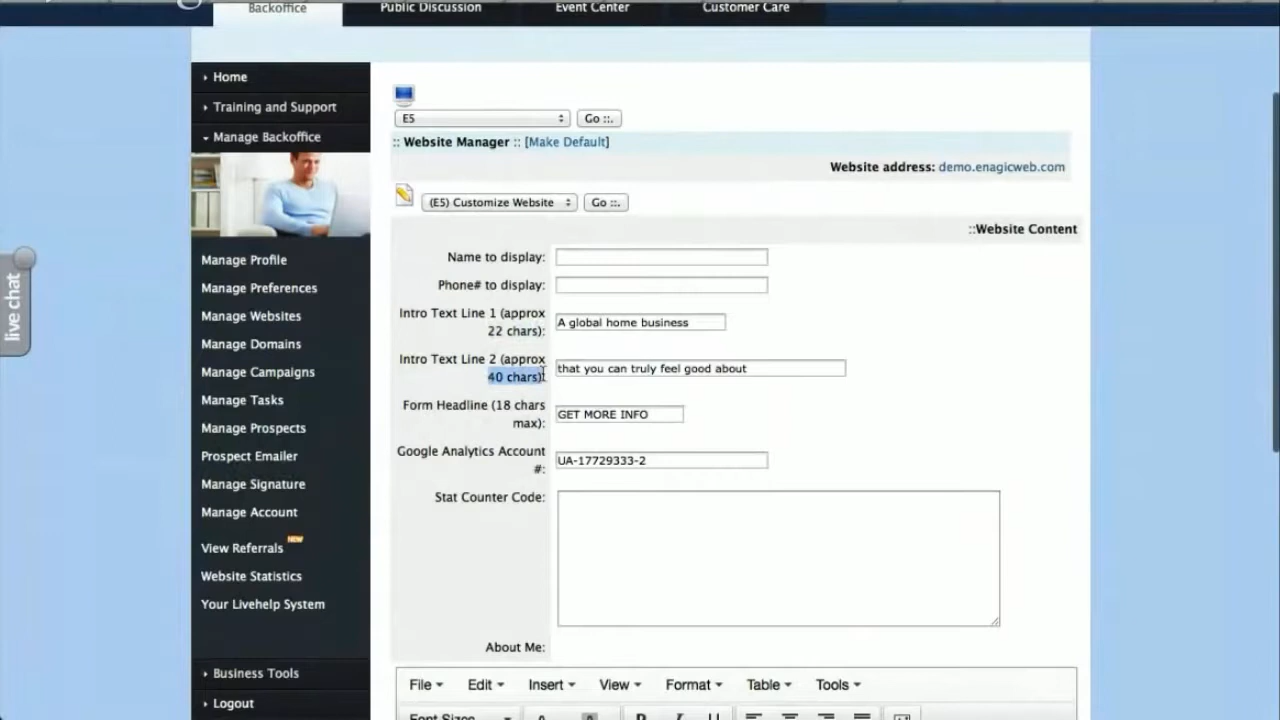 Backoffice
Public Discussion
Event Center
Customer Care
Home
Training and Support
Manage Backoffice
Manage Profile
Manage Preferences
Manage Websites
Manage Domains
Manage Campaigns
Manage Tasks
Manage Prospects
Prospect Emailer
Manage Signature
Manage Account
View Referrals NEW
Website Statistics
Your Livehelp System
Business Tools
Logout
live chat
E5
Go ::.
:: Website Manager :: [Make Default]
Website address: demo.enagicweb.com
(E5) Customize Website
Go ::.
::Website Content
Name to display:
Phone# to display:
Intro Text Line 1 (approx
22 chars):
A global home business
Intro Text Line 2 (approx
40 chars):
that you can truly feel good about
Form Headline (18 chars
max):
GET MORE INFO
Google Analytics Account
#:
UA-17729333-2
Stat Counter Code:
About Me:
File
Edit
Insert
View
Format
Table
Tools
Font Sizes